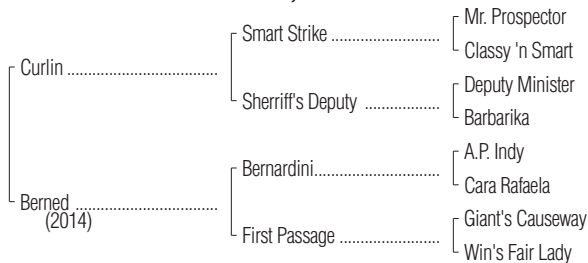 Mr. Prospector
Smart Strike ........................
Classy 'n Smart
Curlin ..................................
Deputy Minister
Sherriff's Deputy ................
Barbarika
A.P. Indy
Bernardini...........................
Cara Rafaela
Berned ................................
(2014)
Giant's Causeway
First Passage ......................
Win's Fair Lady